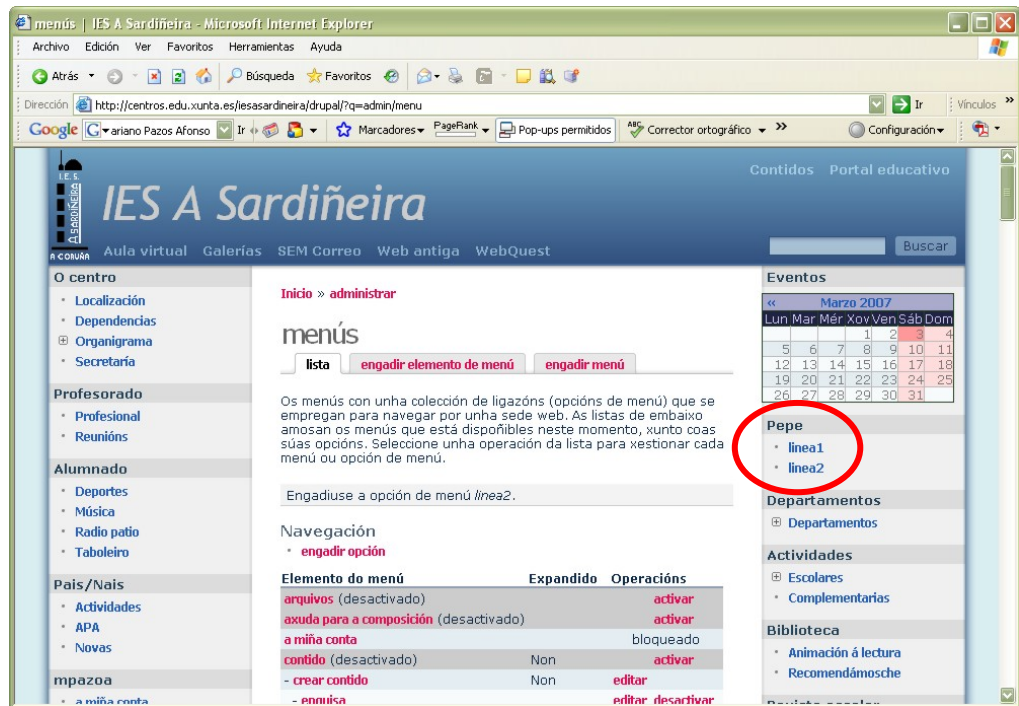 menús | IES A Sardiñeira - Microsoft Internet Explorer
Archivo Edición Ver Favoritos Herramientas Ayuda
Atrás Búsqueda Favoritos
Dirección http://centros.edu.xunta.es/iesasardineira/drupal/?q=admin/menu Ir Vínculos »
Google G ariano Pazos Afonso Ir Marcadores PageRank Pop-ups permitidos ABC Corrector ortográfico » Configuración
Contidos Portal educativo
I.E.S. A SARDIÑEIRA
A CORUÑA
IES A Sardiñeira
Aula virtual Galerías SEM Correo Web antiga WebQuest Buscar
O centro
Localización
Dependencias
Organigrama
Secretaría
Profesorado
Profesional
Reunións
Alumnado
Deportes
Música
Radio patio
Taboleiro
Pais/Nais
Actividades
APA
Novas
mpazoa
a miña conta
Inicio » administrar
menús
lista engadir elemento de menú engadir menú
Os menús con unha colección de ligazóns (opcións
de menú) que se
empregan para navegar por unha sede web. As listas de embaixo
amosan os menús que está dispoñibles neste momento, xunto coas
súas opcións. Seleccione unha operación da lista para xestionar cada
menú ou opción de menú.
Engadiuse a opción de menú linea2.
Navegación
engadir opción
Elemento do menú Expandido Operacións
arquivos (desactivado) activar
axuda para a composición (desactivado) activar
a miña conta bloqueado
contido (desactivado) Non activar
- crear contido Non editar
- enquisa editar desactivar
Eventos
« Marzo 2007
Lun Mar Mér Xov Ven Sáb Dom
1 2 3 4
5 6 7 8 9 10 11
12 13 14 15 16 17 18
19 20 21 22 23 24 25
26 27 28 29 30 31
Pepe
linea1
linea2
Departamentos
Departamentos
Actividades
Escolares
Complementarias
Biblioteca
Animación á lectura
Recomendámosche